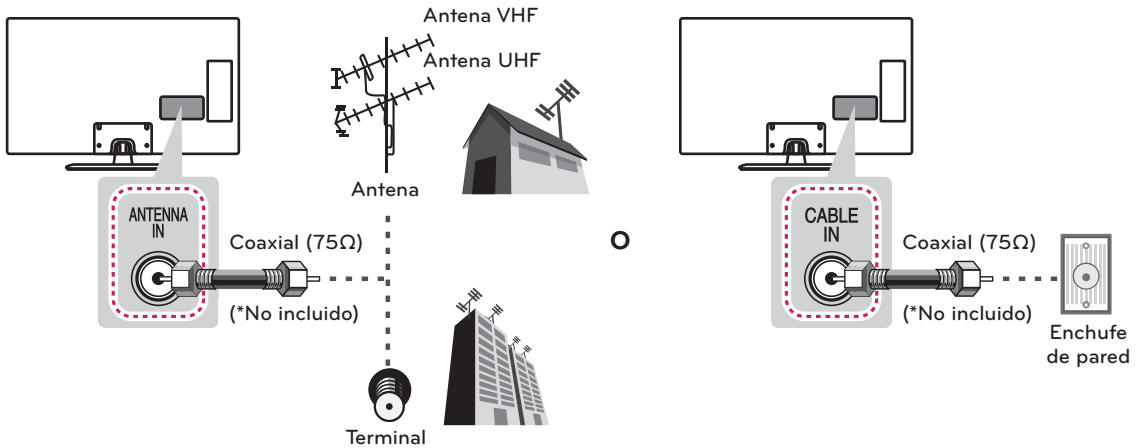 Antena VHF
Antena UHF
Antena
ANTENNA
IN
Coaxial (75Ω)
(*No incluido)
Terminal
O
CABLE
IN
Coaxial (75Ω)
(*No incluido)
Enchufe
de pared